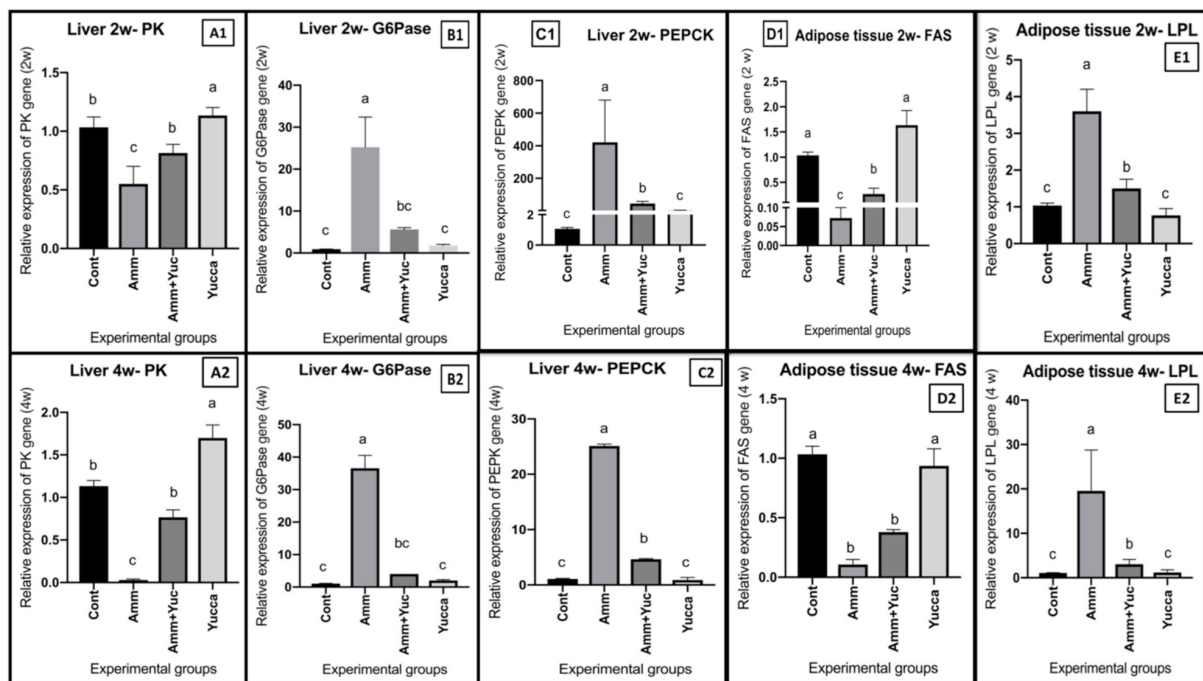 Liver 2w- PK
A1
Relative expression of PK gene (2w)
1.5
1.0
0.5
0.0
b
c
b
a
Cont
Amm
Amm+Yuc
Yucca
Experimental groups
Liver 2w- G6Pase
B1
Relative expression of G6Pase gene (2w)
40
30
20
10
0
c
a
bc
c
Cont
Amm
Amm+Yuc
Yucca
Experimental groups
C1
Liver 2w- PEPCK
Relative expression of PEPK gene (2w)
800
600
400
200
2
0
c
a
b
c
Cont
Amm
Amm+Yuc
Yucca
Experimental groups
D1
Adipose tissue 2w- FAS
Relative expression of FAS gene (2 w)
2.0
1.5
1.0
0.5
0.10
0.05
0.00
a
c
b
a
Cont
Amm
Amm+Yuc
Yucca
Experimental groups
Adipose tissue 2w- LPL
E1
Relative expression of LPL gene (2 w)
5
4
3
2
1
0
c
a
b
c
Cont
Amm
Amm+Yuc
Yucca
Experimental groups
Liver 4w- PK
A2
Relative expression of PK gene (4w)
2.0
1.5
1.0
0.5
0.0
b
c
b
a
Cont
Amm
Amm+Yuc
Yucca
Experimental groups
Liver 4w- G6Pase
B2
Relative expression of G6Pase gene (4w)
50
40
30
20
10
0
c
a
bc
c
Cont
Amm
Amm+Yuc
Yucca
Experimental groups
Liver 4w- PEPCK
C2
Relative expression of PEPK gene (4w)
30
20
10
0
c
a
b
c
Cont
Amm
Amm+Yuc
Yucca
Experimental groups
Adipose tissue 4w- FAS
D2
Relative expression of FAS gene (4 w)
1.5
1.0
0.5
0.0
a
b
b
a
Cont
Amm
Amm+Yuc
Yucca
Experimental groups
Adipose tissue 4w- LPL
E2
Relative expression of LPL gene (4 w)
40
30
20
10
0
c
a
b
c
Cont
Amm
Amm+Yuc
Yucca
Experimental groups